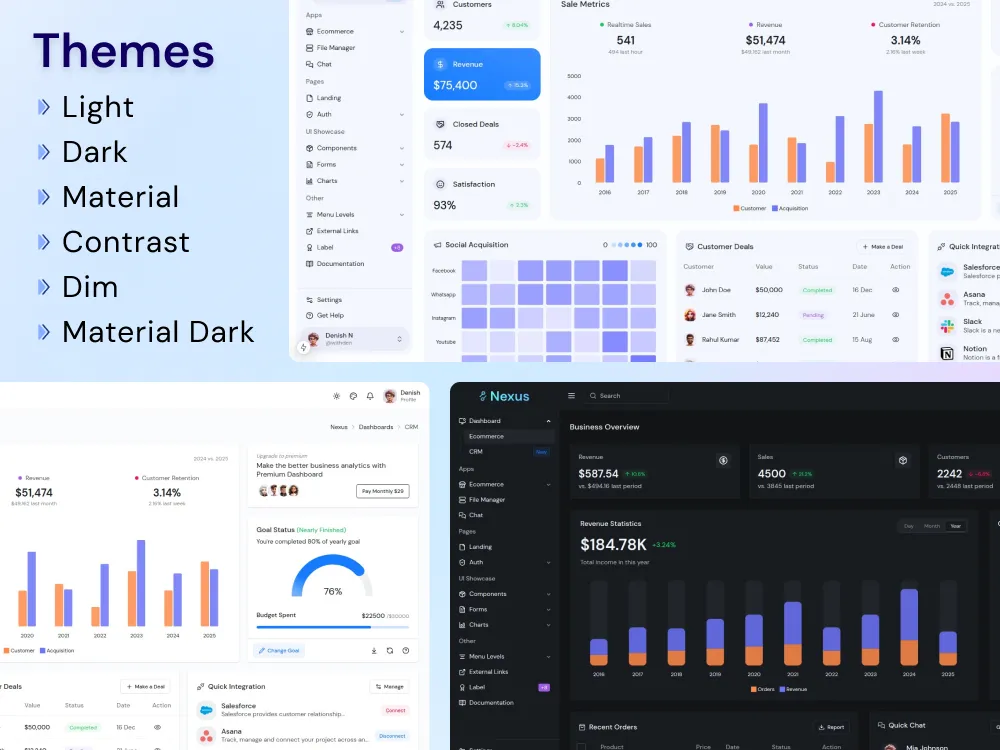 Themes
Light
Dark
Material
Contrast
Dim
Material Dark
Apps
Ecommerce
File Manager
Chat
Pages
Landing
Auth
UI Showcase
Components
Forms
Charts
Other
Menu Levels
External Links
Label
Documentation
Settings
Get Help
Denish N
Customers
4,235
Revenue
$75,400
Closed Deals
574
↓ -2.4%
Satisfaction
93%
Sale Metrics
2024 vs. 2025
Realtime Sales
541
494 last hour
Revenue
$51,474
$49,162 last month
Customer Retention
3.14%
2.16% last week
5000
4000
3000
2000
1000
0
2016 2017 2018 2019 2020 2021 2022 2023 2024 2025
Customer Acquisition
Social Acquisition
0 100
Facebook
Whatsapp
Instagram
Youtube
Customer Deals
+ Make a Deal
Customer Value Status Date Action
John Doe $50,000 Completed 16 Dec
Jane Smith $12,240 Pending 21 June
Rahul Kumar $87,452 Completed 15 Aug
Quick Integrat
Salesforce
Salesforce p
Asana
Track, mana
Slack
Slack is a ne
Notion
Notion is a f
Denish
Profile
Nexus > Dashboards > CRM
2024 vs. 2025
Revenue
$51,474
$49,162 last month
Customer Retention
3.14%
2.16% last week
2020 2021 2022 2023 2024 2025
Customer Acquisition
Upgrade to premium
Make the better business analytics with
Premium Dashboard
Pay Monthly $29
Goal Status (Nearly Finished)
You're completed 80% of yearly goal
76%
Budget Spent
$22500
Change Goal
r Deals
+ Make a Deal
Value Status Date Action
$50,000 Completed 16 Dec
Quick Integration
Manage
Salesforce
Salesforce provides customer relationship...
Connect
Asana
Track, manage and connect your project across an...
Disconnect
Nexus
Search
Dashboard
Ecommerce
CRM
New
Apps
Ecommerce
File Manager
Chat
Pages
Landing
Auth
UI Showcase
Components
Forms
Charts
Other
Menu Levels
External Links
Label
Documentation
Business Overview
Revenue
$587.54 ↑ 10.8%
vs. $494.16 last period
Sales
4500 ↑ 21.2%
vs. 3845 last period
Customers
2242
vs. 2448 last period
Revenue Statistics
Day Month Year
$184.78K +3.24%
Total income in this year
2016 2017 2018 2019 2020 2021 2022 2023 2024 2025
Orders Revenue
Recent Orders
Report
Product Price Date Status Action
Quick Chat
Mia Johnson